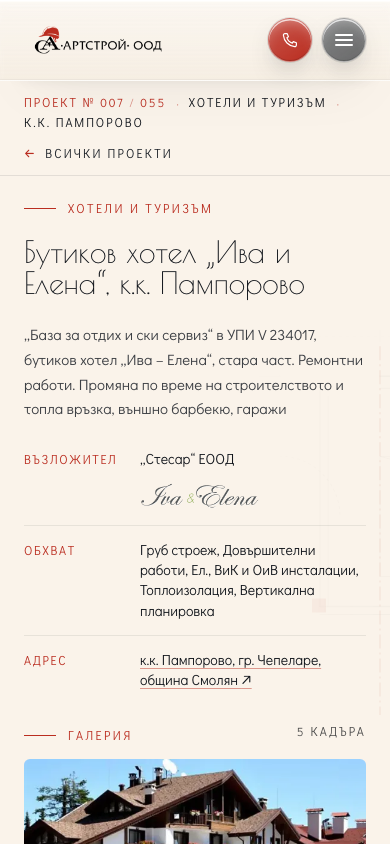 АРТСТРОЙ· ООД
ПРОЕКТ № 007 / 055 · ХОТЕЛИ И ТУРИЗЪМ ·
К.К. ПАМПОРОВО
← ВСИЧКИ ПРОЕКТИ
ХОТЕЛИ И ТУРИЗЪМ
Бутиков хотел „Ива и
Елена“, к.к. Пампорово
„База за отдих и ски сервиз“ в УПИ V 234017,
бутиков хотел „Ива – Елена“, стара част. Ремонтни
работи. Промяна по време на строителството и
топла връзка, външно барбекю, гаражи
ВЪЗЛОЖИТЕЛ „Стесар“ ЕООД
Iva & Elena
ОБХВАТ Груб строеж, Довършителни
работи, Ел., ВиК и ОиВ инсталации,
Топлоизолация, Вертикална
планировка
АДРЕС к.к. Пампорово, гр. Чепеларе,
община Смолян ↗
ГАЛЕРИЯ 5 КАДЪРА